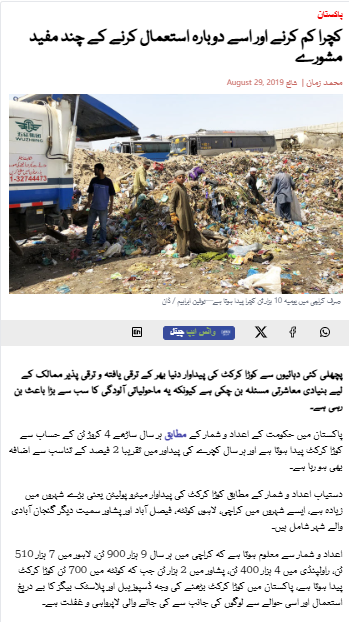 پاکستان
کچرا کم کرنے اور اسے دوبارہ استعمال کرنے کے چند مفید
مشورے
محمد زمان | شائع August 29, 2019
WUSHENG
1-32744473
صرف کراچی میں یومیہ 10 ہزار ٹن کچرا پیدا ہوتا ہے—توفین ابراہیم / ڈان
واٹس ایپ چینل
پچھلی کئی دہائیوں سے کوڑا کرکٹ کی پیداوار دنیا بھر کے ترقی یافتہ و ترقی پذیر ممالک کے
لیے بنیادی معاشرتی مسئلہ بن چکی ہے کیونکہ یہ ماحولیاتی آلودگی کا سب سے بڑا باعث بن
رہی ہے۔
پاکستان میں حکومت کے اعداد و شمار کے مطابق ہر سال ساڑھے 4 کروڑ ٹن کے حساب سے
کوڑا کرکٹ پیدا ہوتا ہے اور ہر سال کچرے کی پیداوار میں تقریبا 2 فیصد کے تناسب سے اضافہ
بھی ہو رہا ہے۔
دستیاب اعداد و شمار کے مطابق کوڑا کرکٹ کی پیداوار میٹرو پولیٹن یعنی بڑے شہروں میں
زیادہ ہے، ایسے شہروں میں کراچی، لاہور، کوئٹہ، فیصل آباد اور پشاور سمیت دیگر گنجان آبادی
والے شہر شامل ہیں۔
اعداد و شمار سے معلوم ہوتا ہے کہ کراچی میں ہر سال 9 ہزار 900 ٹن، لاہور میں 7 ہزار 510
ٹن، راولپنڈی میں 4 ہزار 400 ٹن، پشاور میں 2 ہزار ٹن جب کہ کوئٹہ میں 700 ٹن کوڑا کرکٹ
پیدا ہوتا ہے، پاکستان میں کوڑا کرکٹ بڑھنے کی وجہ ڈسپوزیبل اور پلاسٹک بیگز کا بے دریغ
استعمال اور اسی حوالے سے لوگوں کی جانب سے کی جانے والی لاپرواہی و غفلت ہے۔